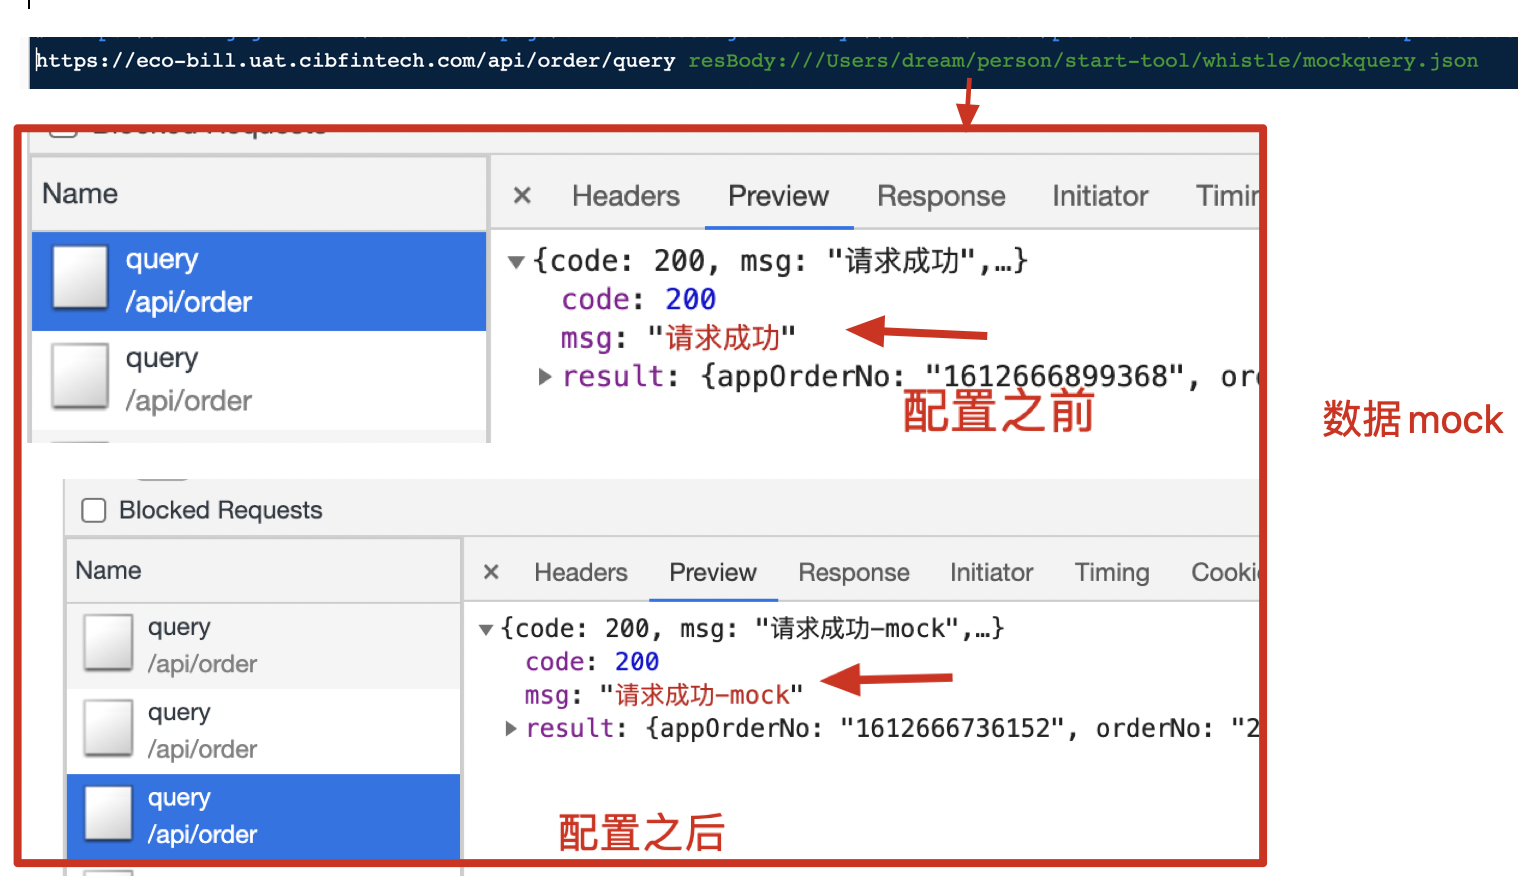 https://eco-bill.uat.cibfintech.com/api/order/query resBody:///Users/dream/person/start-tool/whistle/mockquery.json
Blocked Requests
Name
× Headers Preview Response Initiator
query
/api/order
query
/api/order
▼{code: 200, msg: "请求成功",…}
code: 200
msg: "请求成功"
▶result: {appOrderNo: "1612666899368",
配置之前
数据mock
Blocked Requests
Name
× Headers Preview Response Initiator Timing
query
/api/order
query
/api/order
query
/api/order
▼{code: 200, msg: "请求成功-mock",…}
code: 200
msg: "请求成功-mock"
▶result: {appOrderNo: "1612666736152", orderNo: "2
配置之后